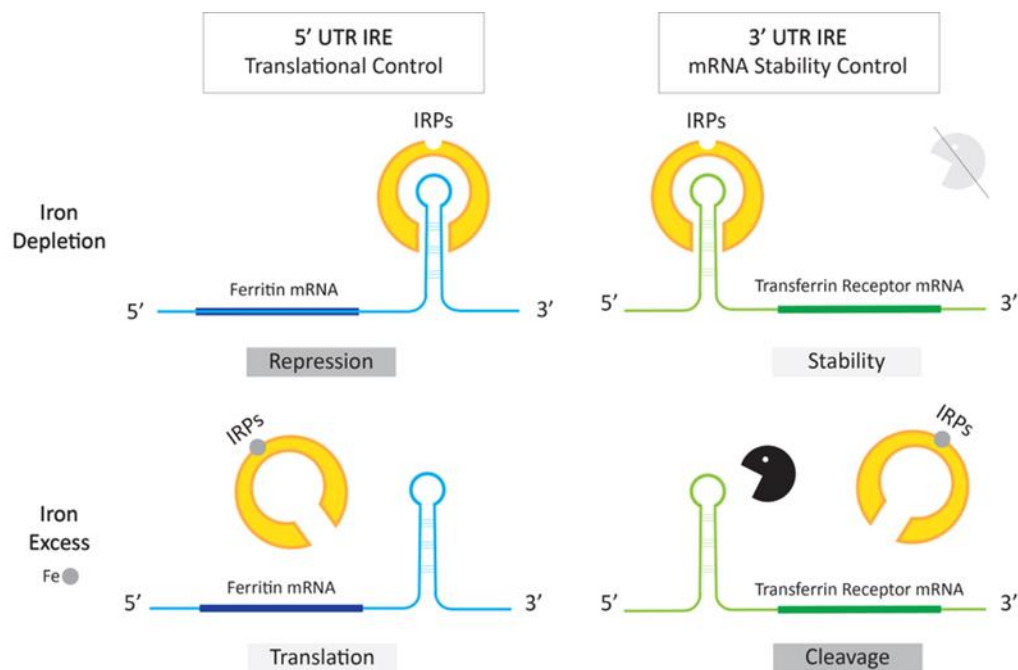 5’ UTR IRE
Translational Control
3’ UTR IRE
mRNA Stability Control
IRPs
IRPs
Iron
Depletion
Ferritin mRNA
Transferrin Receptor mRNA
5’
3’
5’
3’
Repression
Stability
IRPs
IRPs
Iron
Excess
Fe
Ferritin mRNA
Transferrin Receptor mRNA
5’
3’
5’
3’
Translation
Cleavage